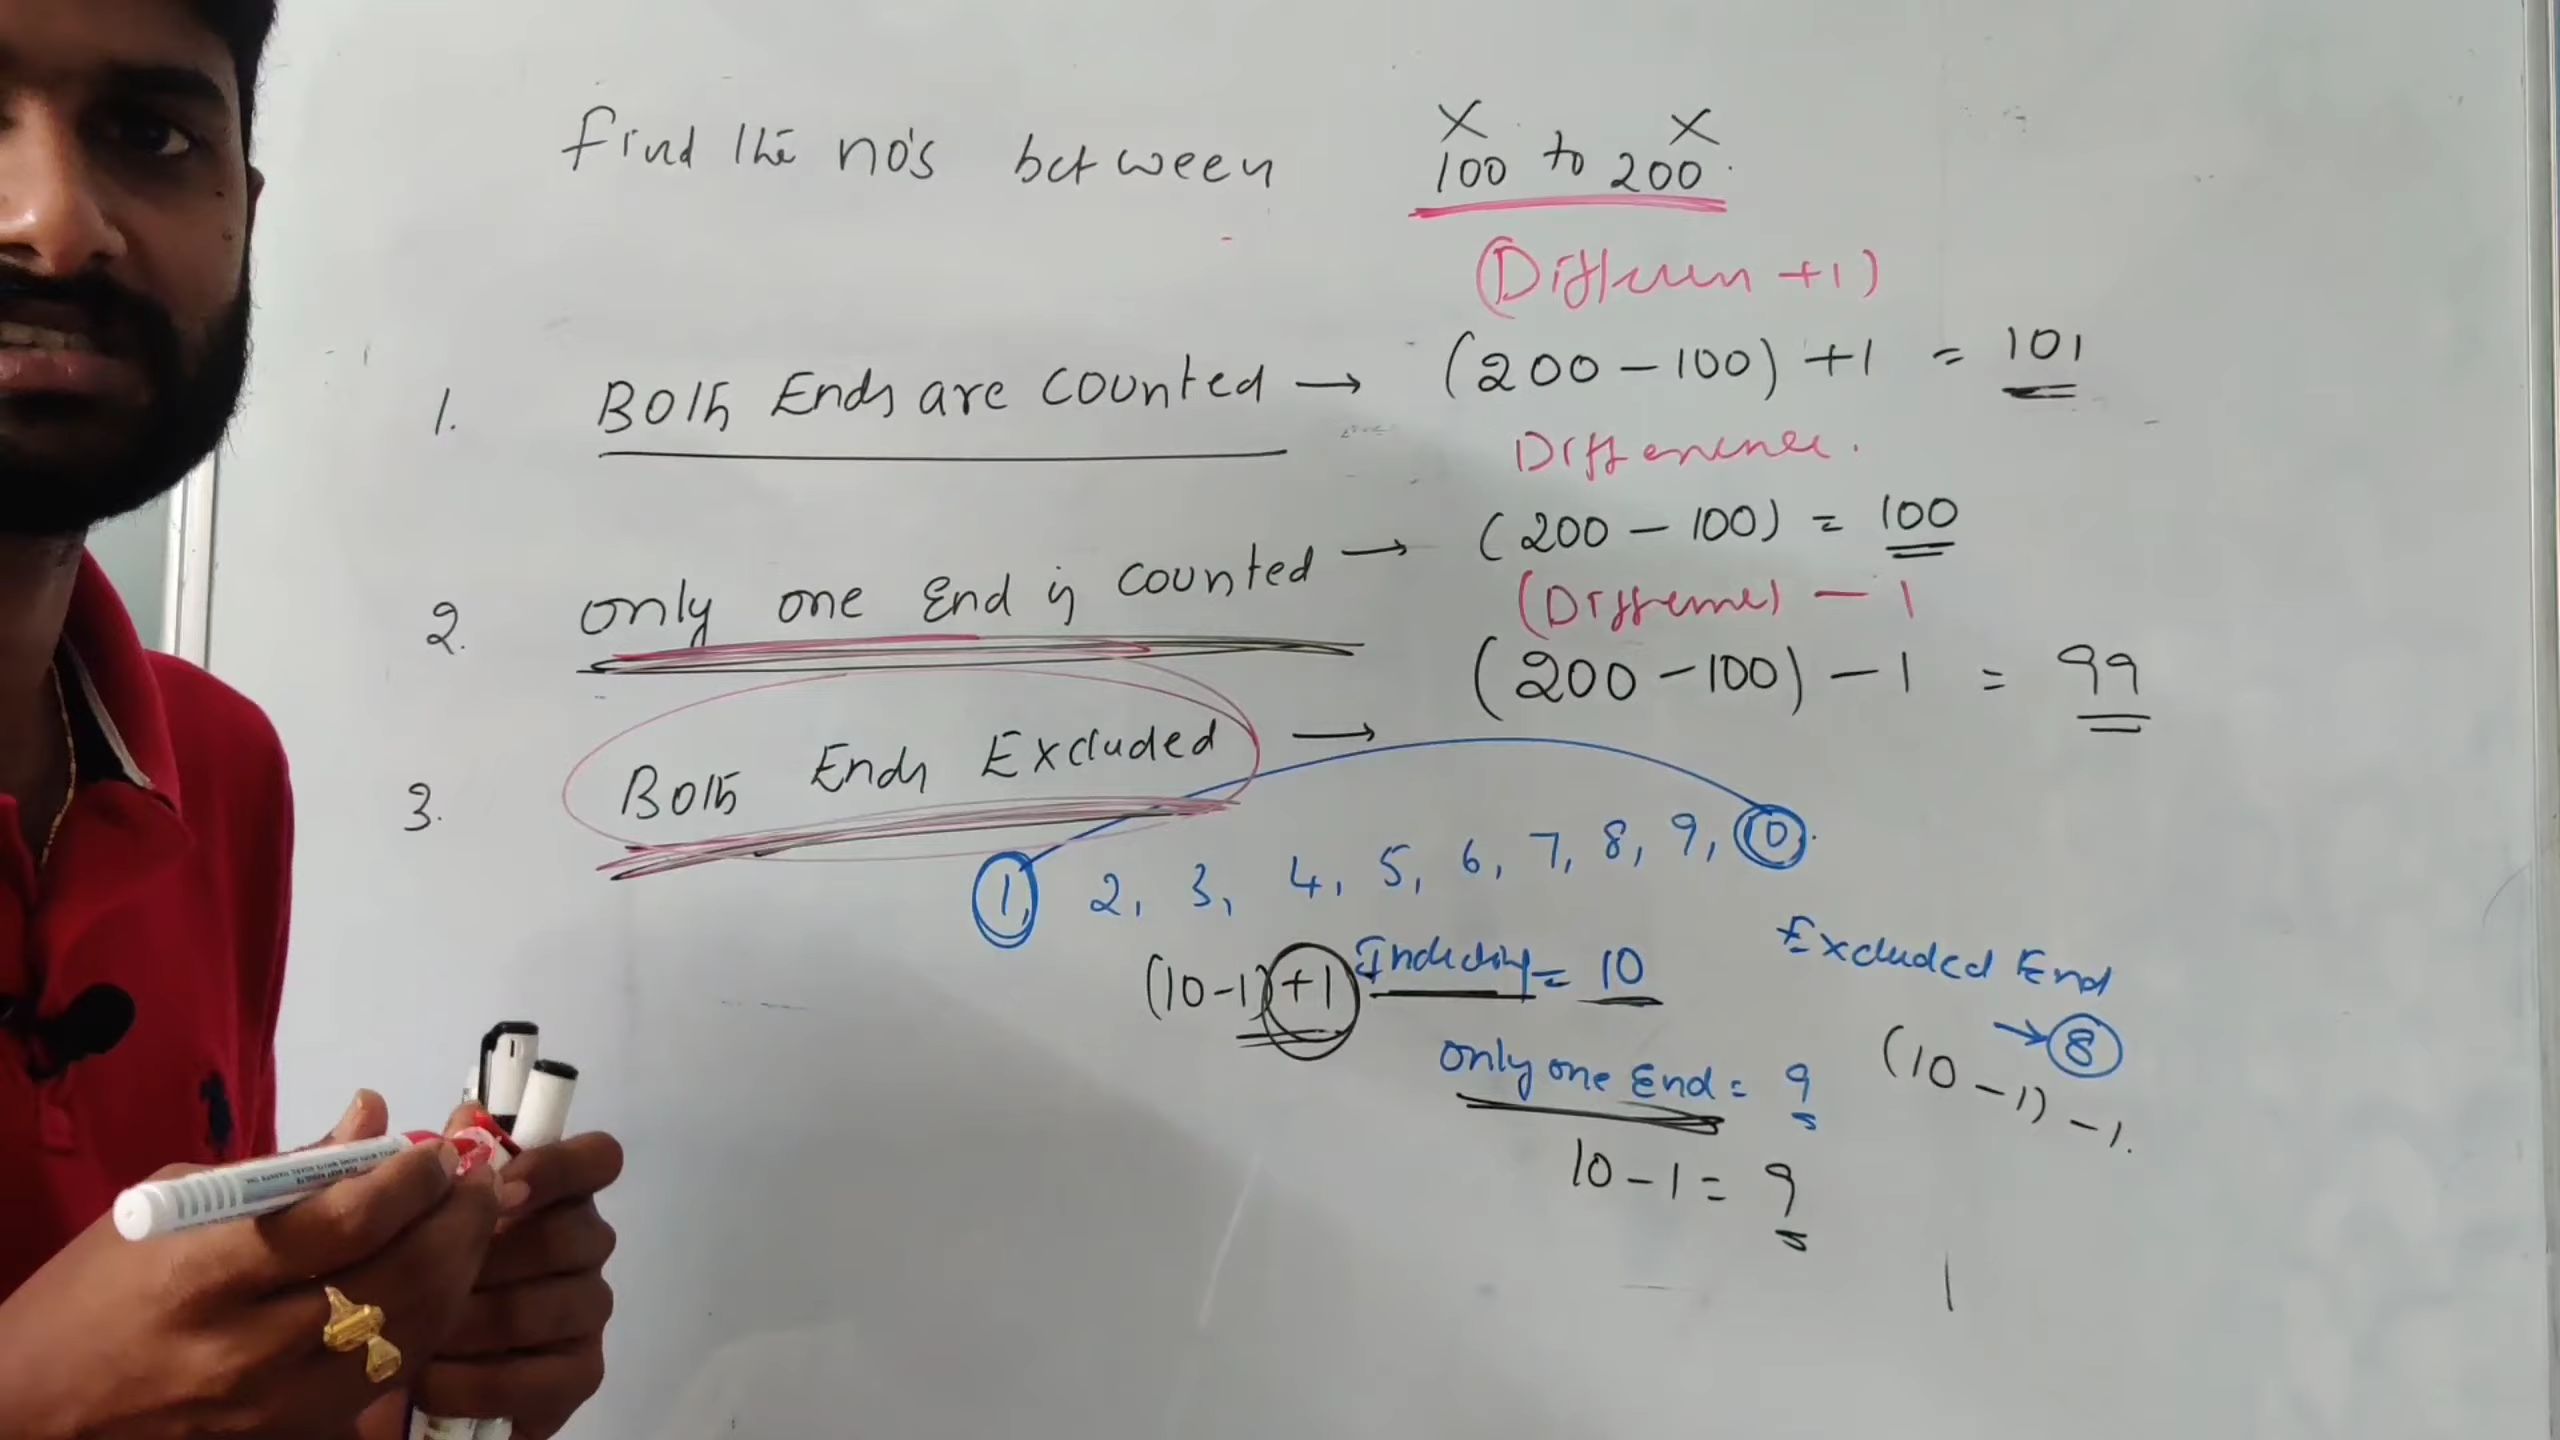 Find the no's between 100 to 200.
(Differen +1)
1. Both Ends are counted → (200 - 100) +1 = 101
Difference.
2. only one End is counted → (200 - 100) = 100
(Difference) - 1
3. Both Ends Excluded → (200 - 100) - 1 = 99
1, 2, 3, 4, 5, 6, 7, 8, 9, 10.
(10-1) +1 Including = 10
Excluded End
→ 8
only one End = 9
(10 - 1) - 1.
10 - 1 = 9